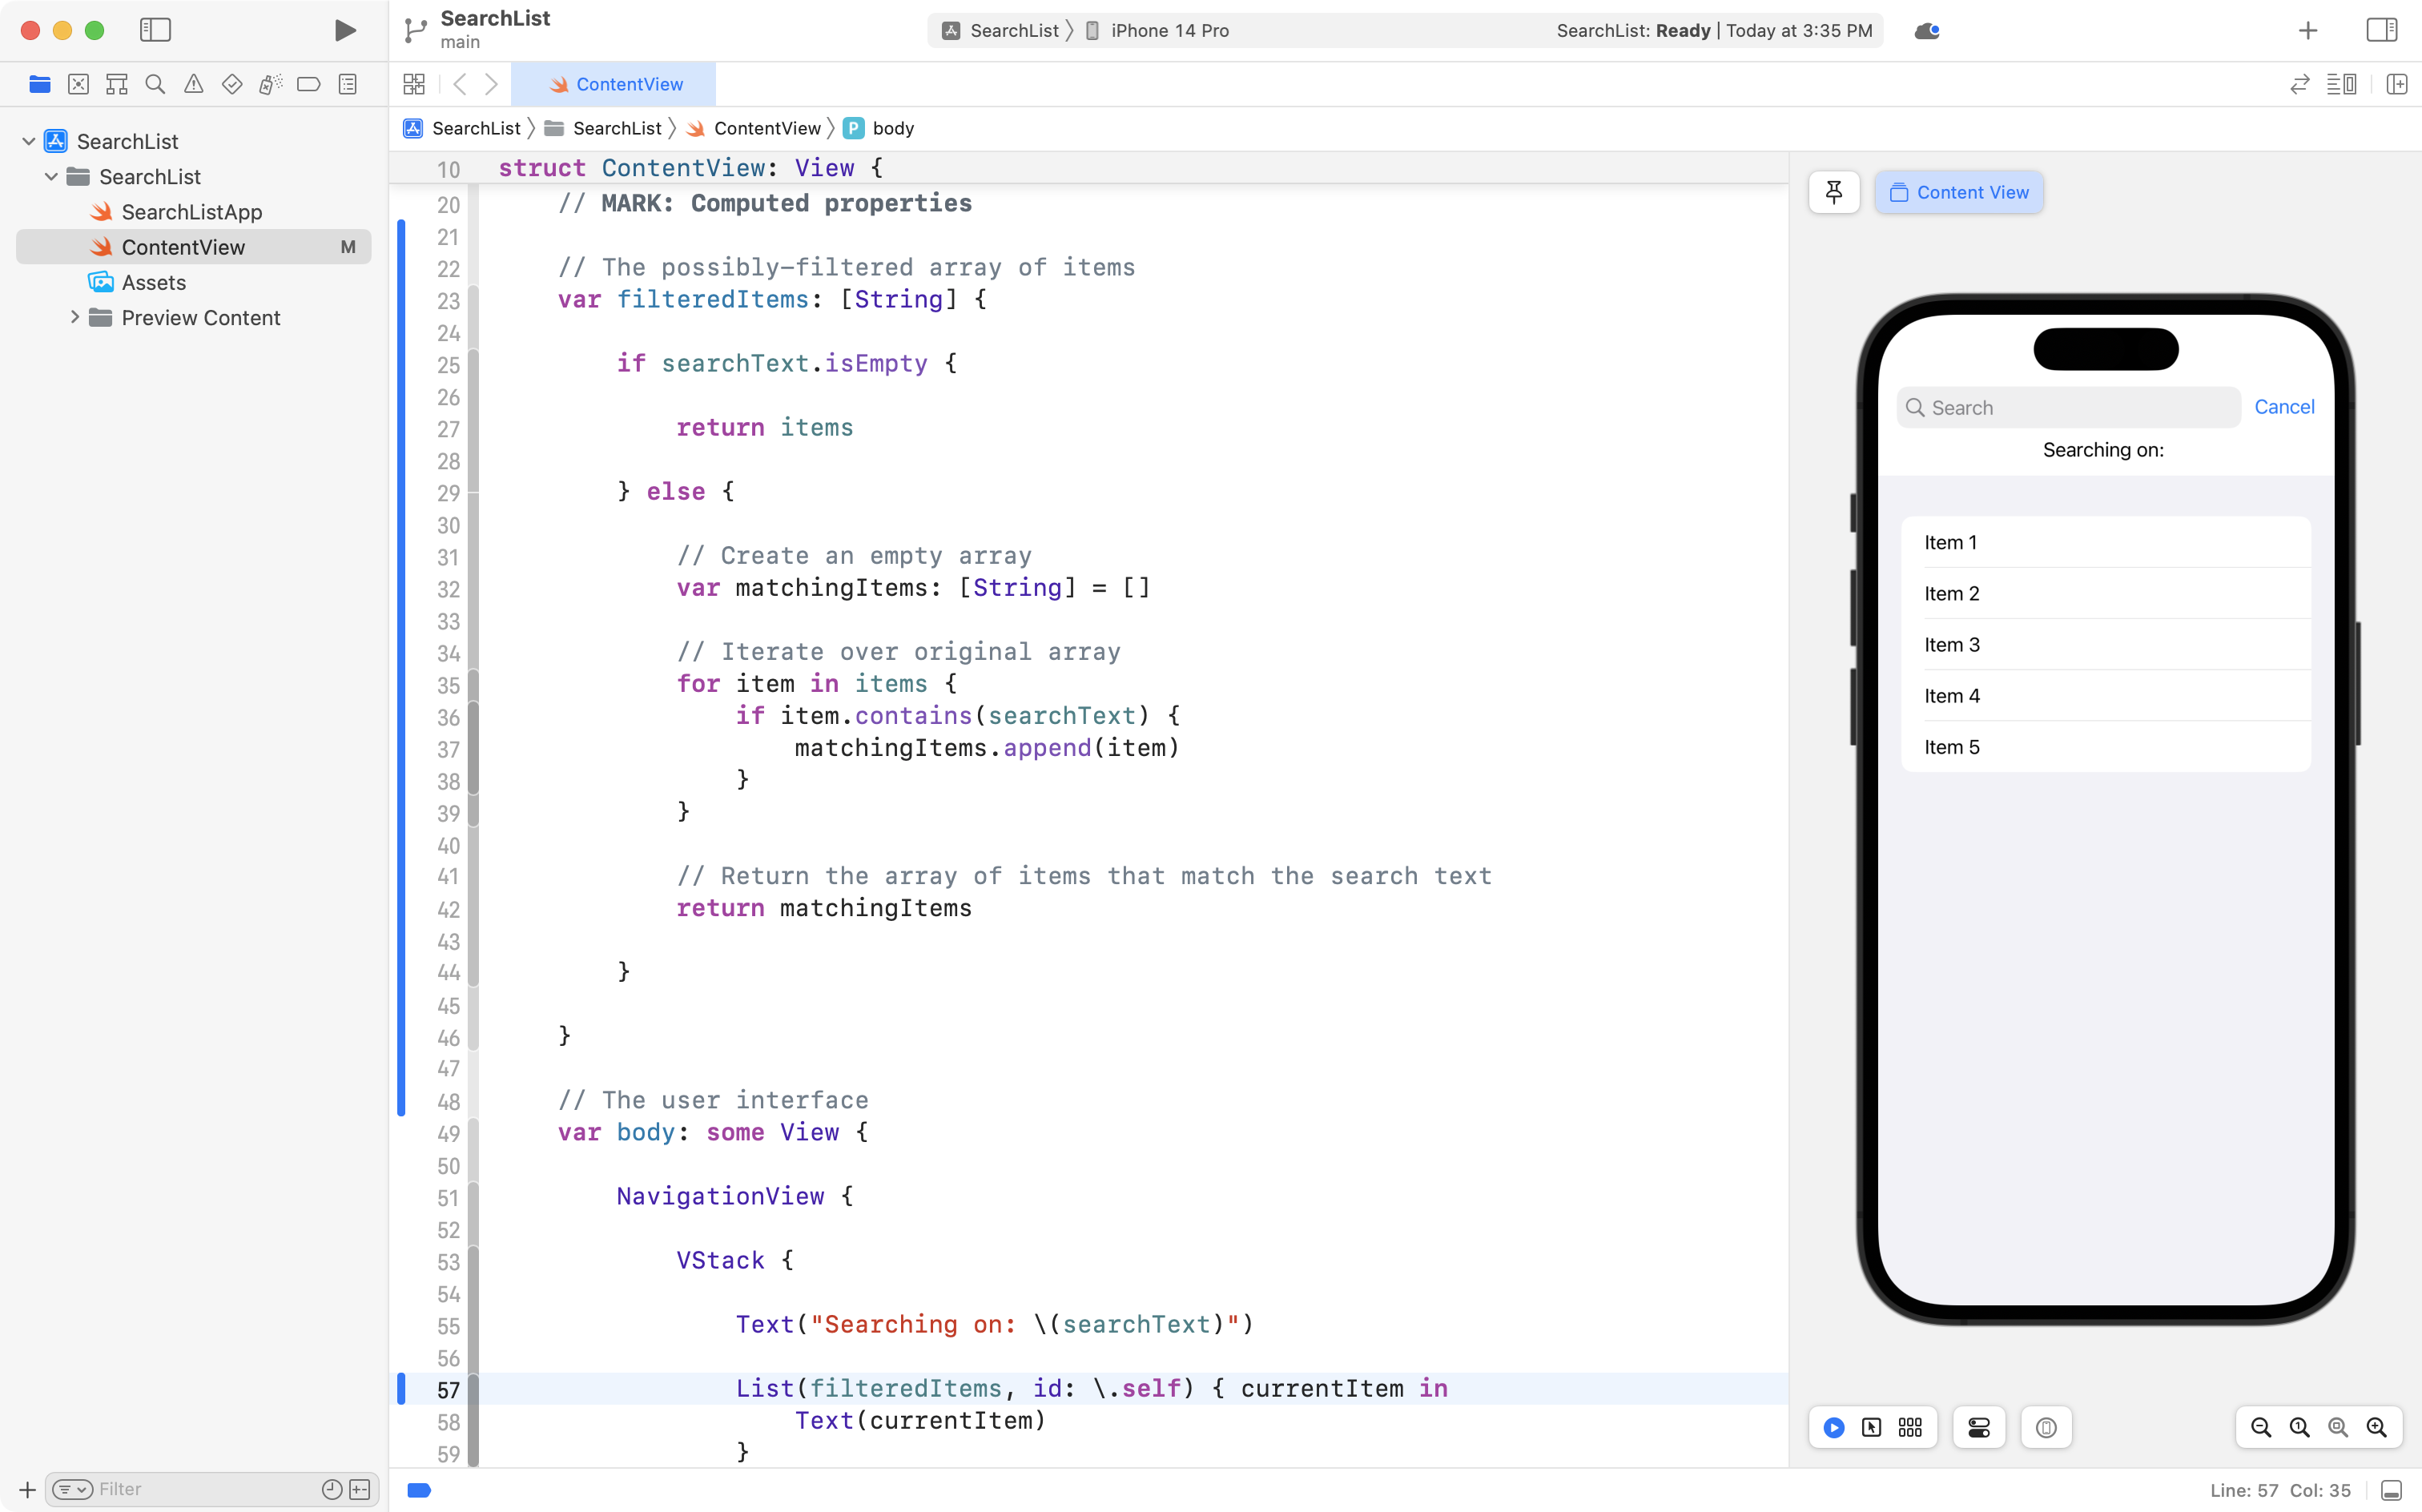 SearchList
main
SearchList
iPhone 14 Pro
SearchList: Ready | Today at 3:35 PM
ContentView
SearchList
SearchList
SearchListApp
ContentView M
Assets
Preview Content
SearchList SearchList ContentView P body
10 struct ContentView: View {
20 // MARK: Computed properties
21
22 // The possibly-filtered array of items
23 var filteredItems: [String] {
24
25 if searchText.isEmpty {
26
27 return items
28
29 } else {
30
31 // Create an empty array
32 var matchingItems: [String] = []
33
34 // Iterate over original array
35 for item in items {
36 if item.contains(searchText) {
37 matchingItems.append(item)
38 }
39 }
40
41 // Return the array of items that match the search text
42 return matchingItems
43
44 }
45
46 }
47
48 // The user interface
49 var body: some View {
50
51 NavigationView {
52
53 VStack {
54
55 Text("Searching on: \(searchText)")
56
57 List(filteredItems, id: \.self) { currentItem in
58 Text(currentItem)
59 }
Content View
Search
Cancel
Searching on:
Item 1
Item 2
Item 3
Item 4
Item 5
Filter
Line: 57 Col: 35